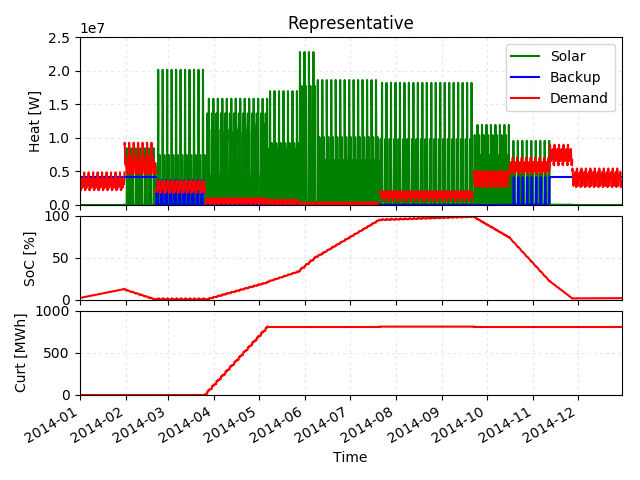 Representative
1e7
2.5
2.0
1.5
1.0
0.5
0.0
Heat [W]
Solar
Backup
Demand
100
50
0
SoC [%]
1000
500
0
Curt [MWh]
2014-01
2014-02
2014-03
2014-04
2014-05
2014-06
2014-07
2014-08
2014-09
2014-10
2014-11
2014-12
Time